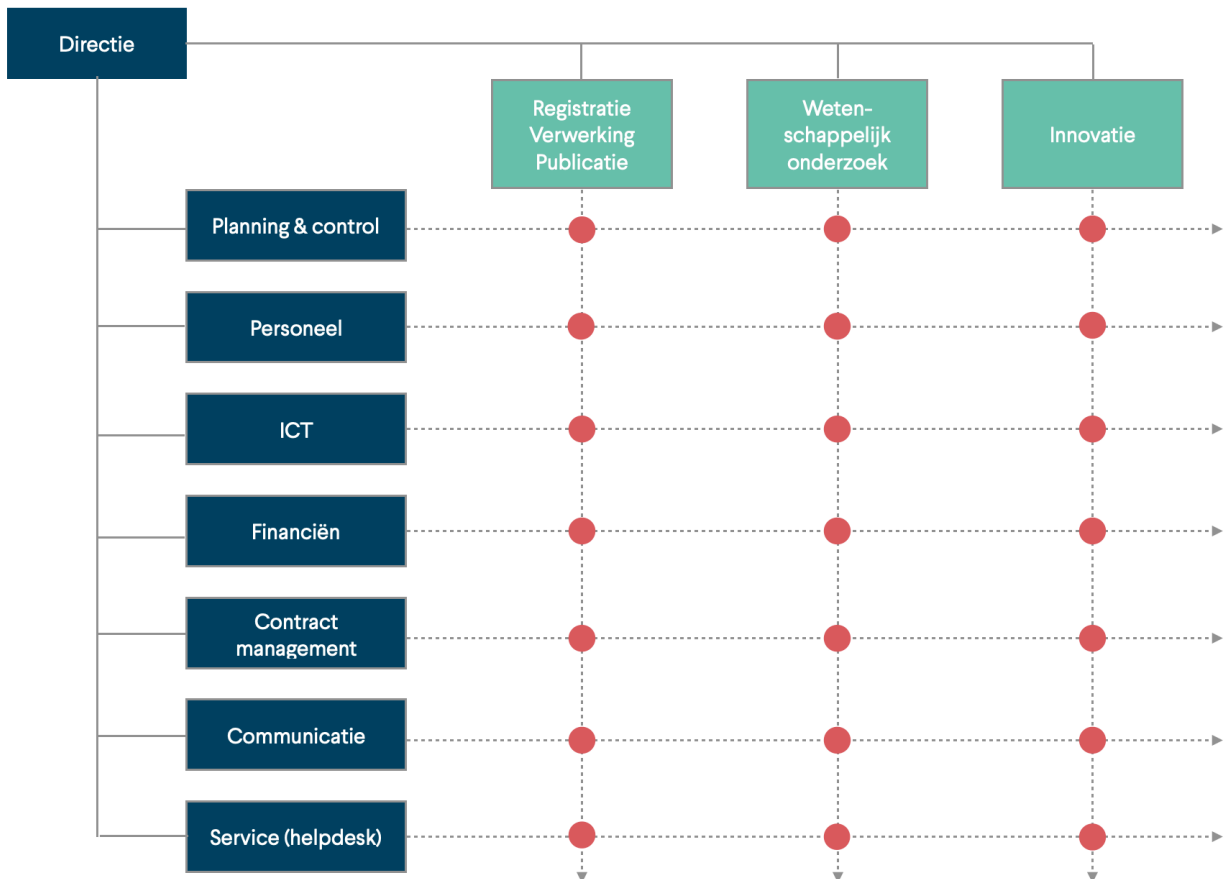 Directie
Registratie
Verwerking
Publicatie
Weten-
schappelijk
onderzoek
Innovatie
Planning & control
Personeel
ICT
Financiën
Contract
management
Communicatie
Service (helpdesk)